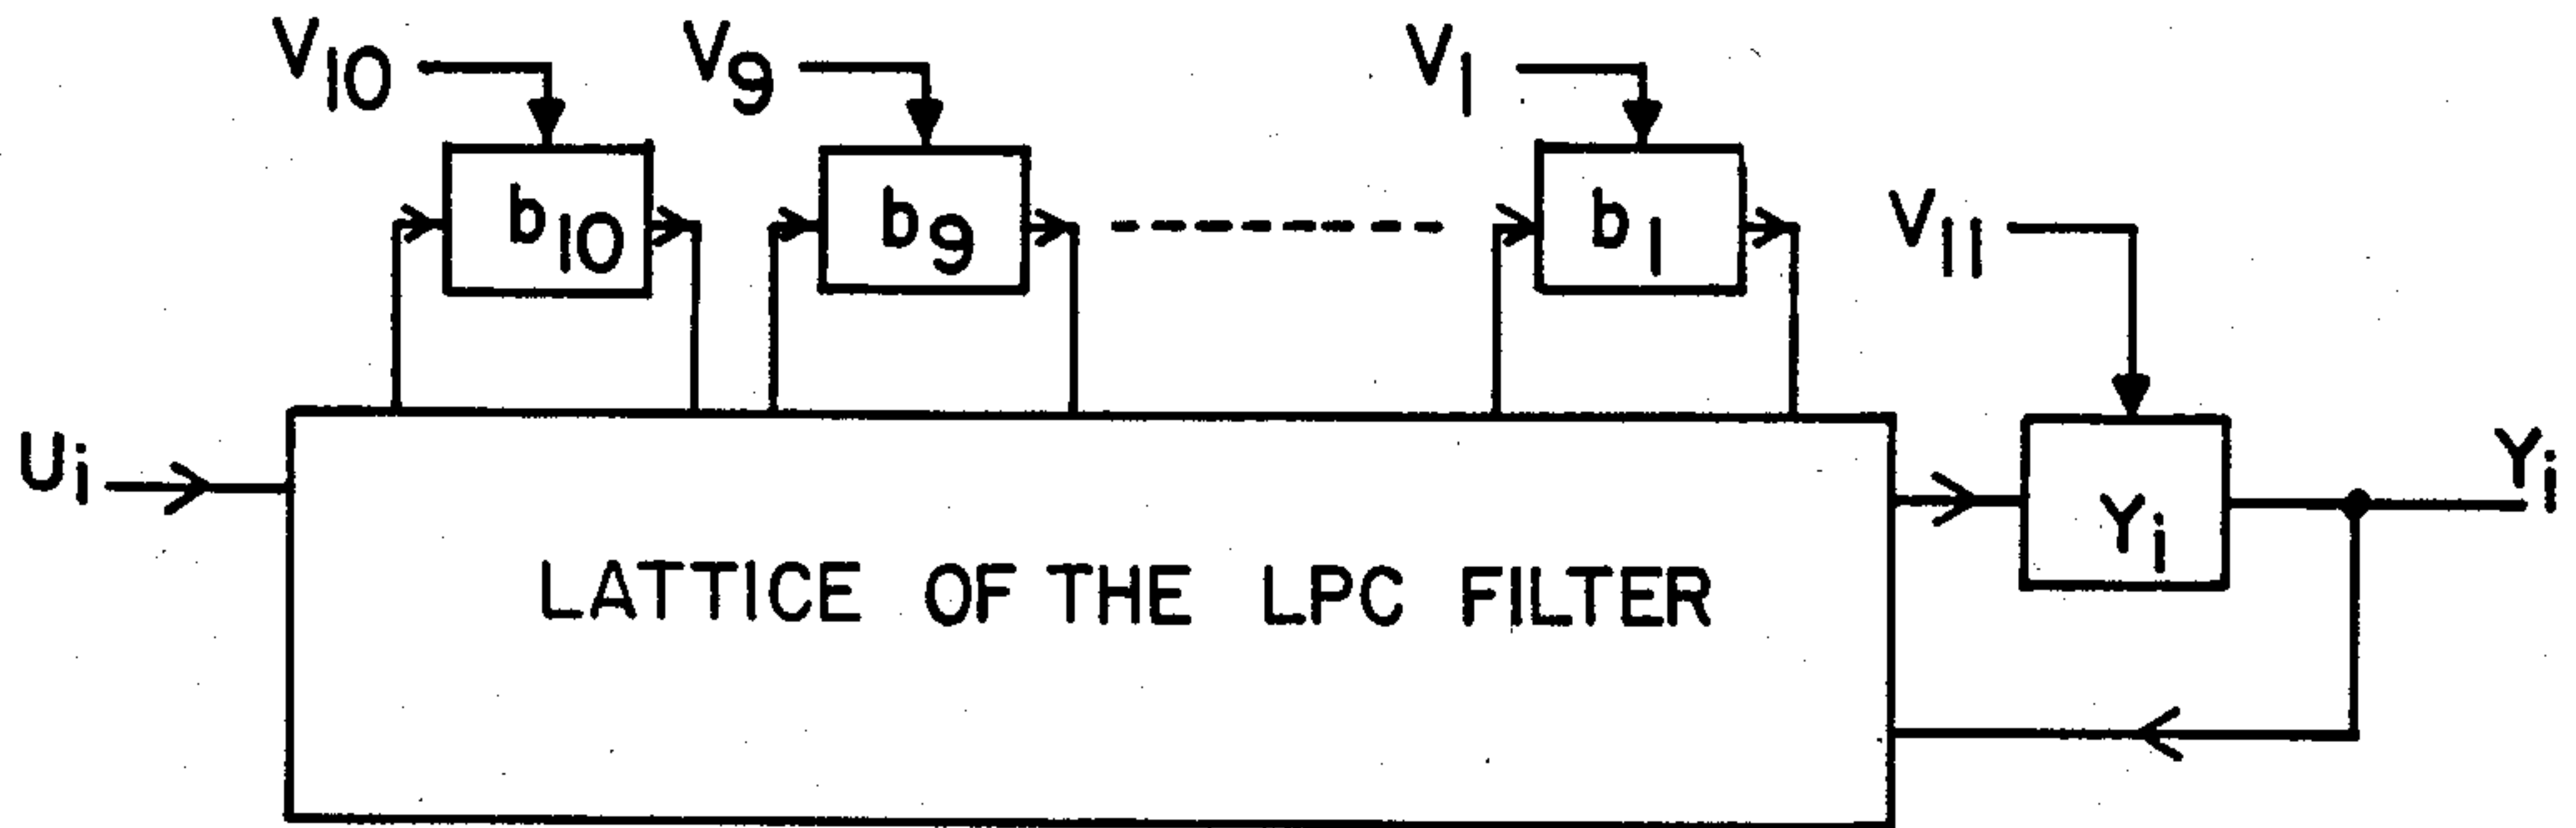 V10 V9 V1
b10 b9 b1 V11
Ui Yi Yi
LATTICE OF THE LPC FILTER